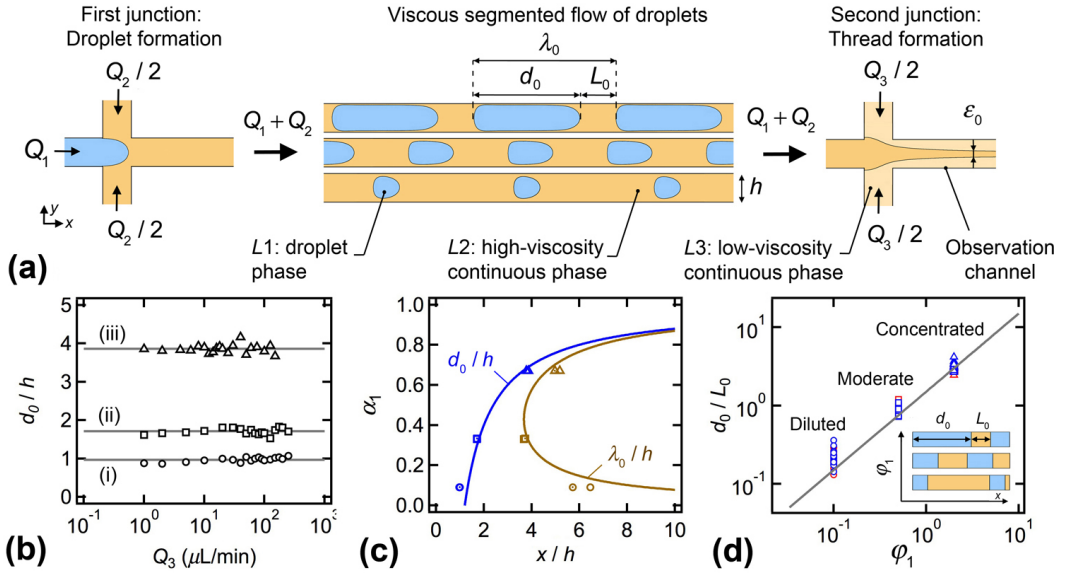 First junction:
Droplet formation
Viscous segmented flow of droplets
Second junction:
Thread formation
Q₂ / 2
Q₁
Q₂ / 2
y
x
Q₁ + Q₂
λ₀
d₀
L₀
h
Q₁ + Q₂
Q₃ / 2
ε₀
Q₃ / 2
L1: droplet
phase
L2: high-viscosity
continuous phase
L3: low-viscosity
continuous phase
Observation
channel
(a)
d₀ / h
5
4
3
2
1
0
(iii)
(ii)
(i)
10⁻¹
10⁰
10¹
10²
10³
Q₃ (μL/min)
(b)
α₁
1.0
0.8
0.6
0.4
0.2
0.0
d₀ / h
λ₀ / h
0
2
4
6
8
10
x / h
(c)
d₀ / L₀
10¹
10⁰
10⁻¹
Concentrated
Moderate
Diluted
d₀
L₀
φ₁
x
10⁻¹
10⁰
10¹
φ₁
(d)